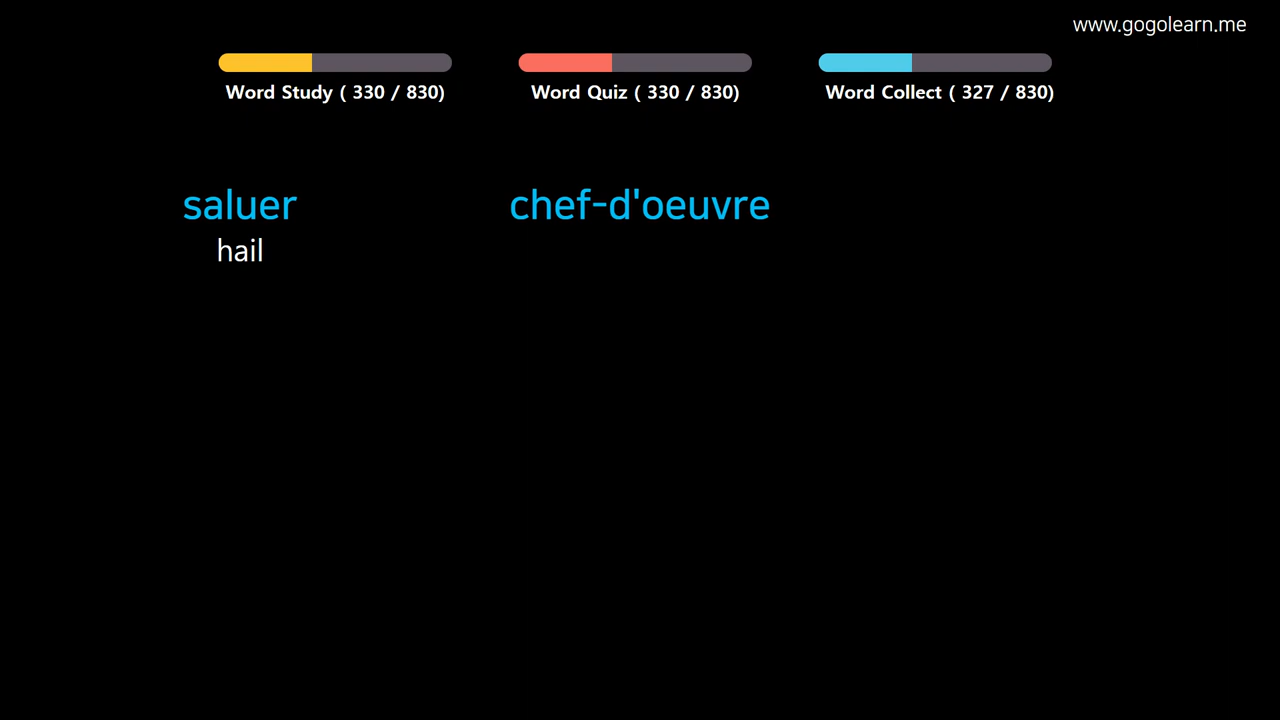 www.gogolearn.me
Word Study ( 330 / 830)
Word Quiz ( 330 / 830)
Word Collect ( 327 / 830)
saluer
hail
chef-d'oeuvre